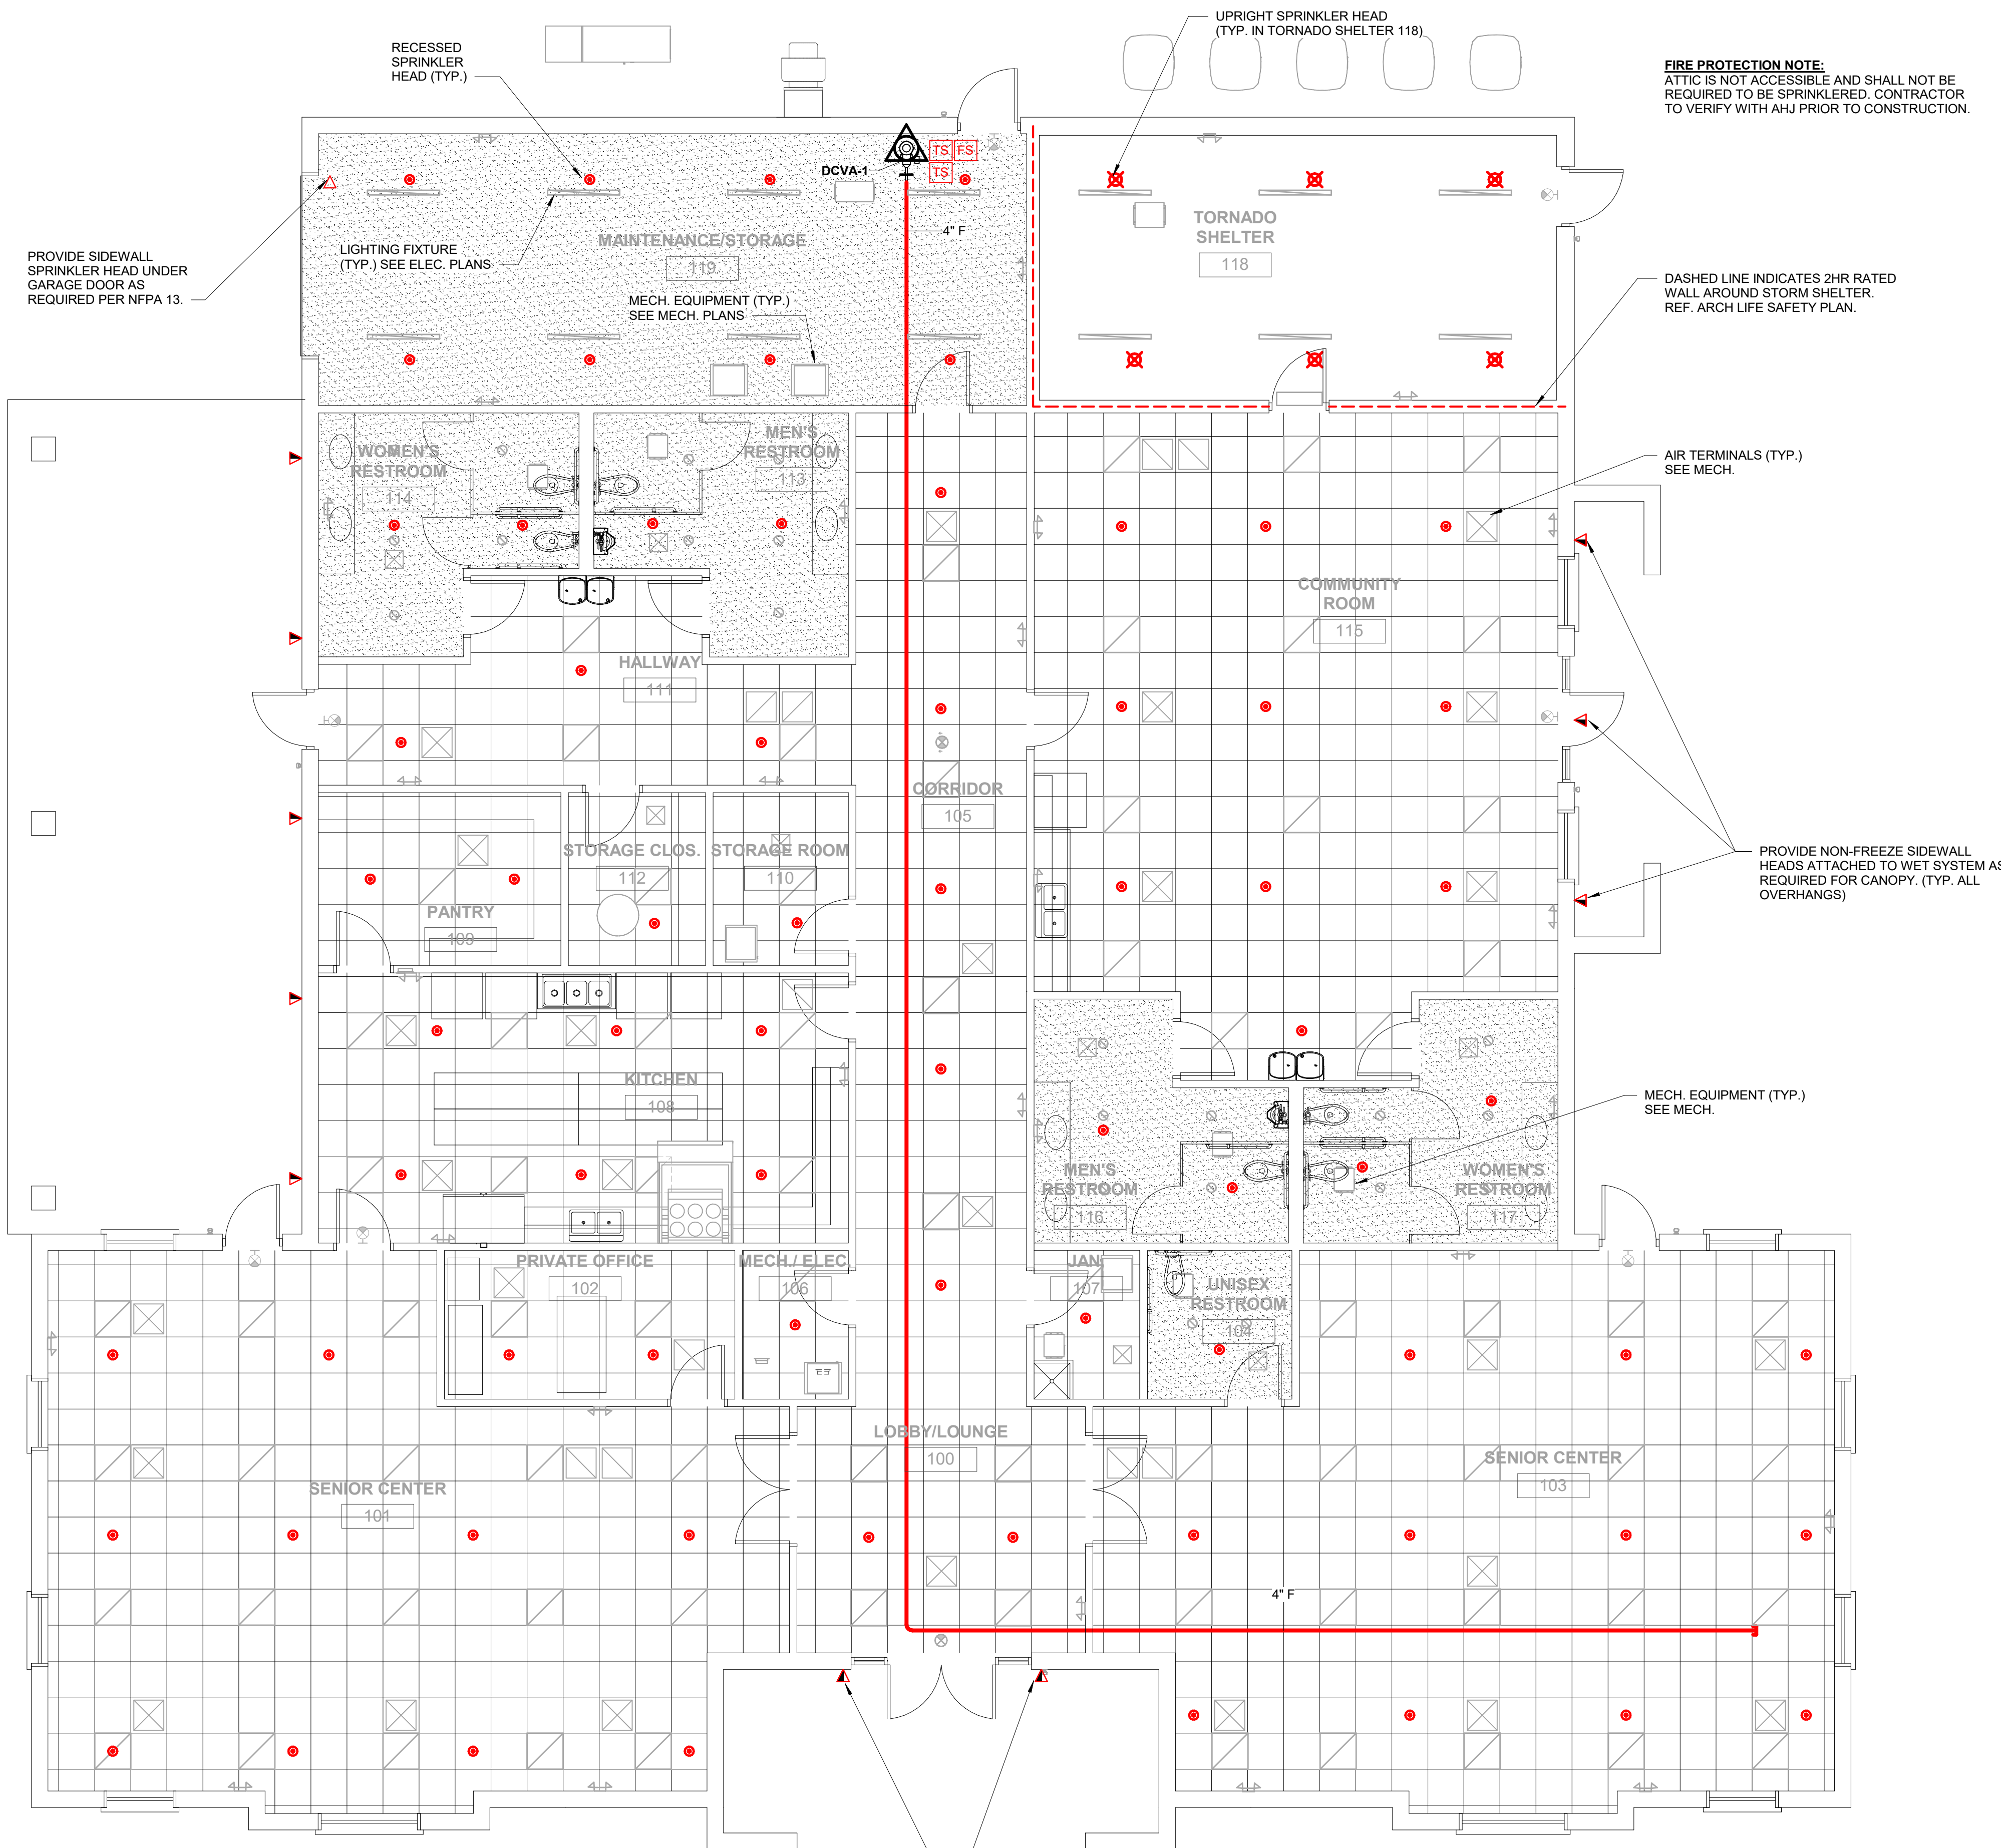 UPRIGHT SPRINKLER HEAD
(TYP. IN TORNADO SHELTER 118)
RECESSED
SPRINKLER
HEAD (TYP.)
FIRE PROTECTION NOTE:
ATTIC IS NOT ACCESSIBLE AND SHALL NOT BE
REQUIRED TO BE SPRINKLERED. CONTRACTOR
TO VERIFY WITH AHJ PRIOR TO CONSTRUCTION.
DCVA-1
TS FS
TS
4" F
PROVIDE SIDEWALL
SPRINKLER HEAD UNDER
GARAGE DOOR AS
REQUIRED PER NFPA 13.
LIGHTING FIXTURE
(TYP.) SEE ELEC. PLANS
MAINTENANCE/STORAGE
119
MECH. EQUIPMENT (TYP.)
SEE MECH. PLANS
TORNADO
SHELTER
118
DASHED LINE INDICATES 2HR RATED
WALL AROUND STORM SHELTER.
REF. ARCH LIFE SAFETY PLAN.
WOMEN'S
RESTROOM
114
MEN'S
RESTROOM
113
AIR TERMINALS (TYP.)
SEE MECH.
COMMUNITY
ROOM
115
HALLWAY
111
CORRIDOR
105
STORAGE CLOS.
112
STORAGE ROOM
110
PANTRY
109
PROVIDE NON-FREEZE SIDEWALL
HEADS ATTACHED TO WET SYSTEM AS
REQUIRED FOR CANOPY. (TYP. ALL
OVERHANGS)
KITCHEN
108
MECH. EQUIPMENT (TYP.)
SEE MECH.
MEN'S
RESTROOM
116
WOMEN'S
RESTROOM
117
PRIVATE OFFICE
102
MECH./ ELEC.
106
JAN.
107
UNISEX
RESTROOM
104
LOBBY/LOUNGE
100
SENIOR CENTER
101
SENIOR CENTER
103
4" F